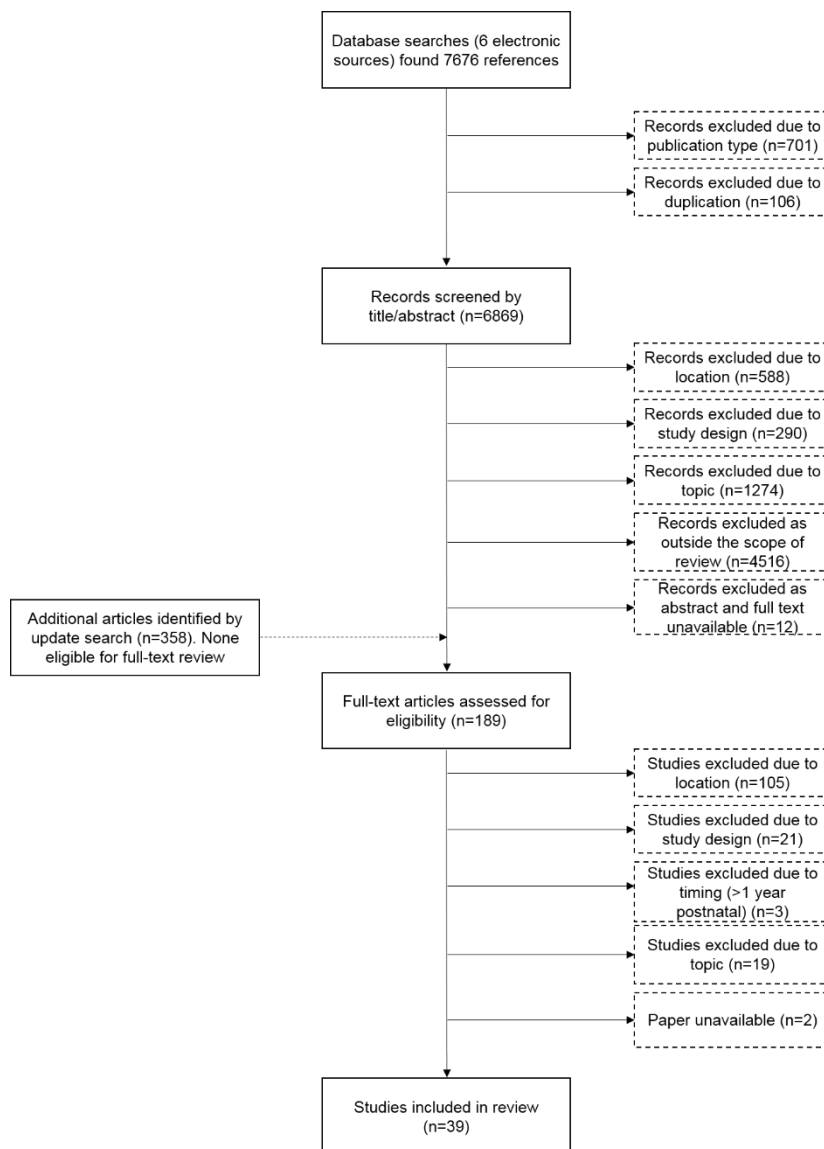 Database searches (6 electronic
sources) found 7676 references
Records excluded due to
publication type (n=701)
Records excluded due to
duplication (n=106)
Records screened by
title/abstract (n=6869)
Records excluded due to
location (n=588)
Records excluded due to
study design (n=290)
Records excluded due to
topic (n=1274)
Records excluded as
outside the scope of
review (n=4516)
Records excluded as
abstract and full text
unavailable (n=12)
Additional articles identified by
update search (n=358). None
eligible for full-text review
Full-text articles assessed for
eligibility (n=189)
Studies excluded due to
location (n=105)
Studies excluded due to
study design (n=21)
Studies excluded due to
timing (>1 year
postnatal) (n=3)
Studies excluded due to
topic (n=19)
Paper unavailable (n=2)
Studies included in review
(n=39)